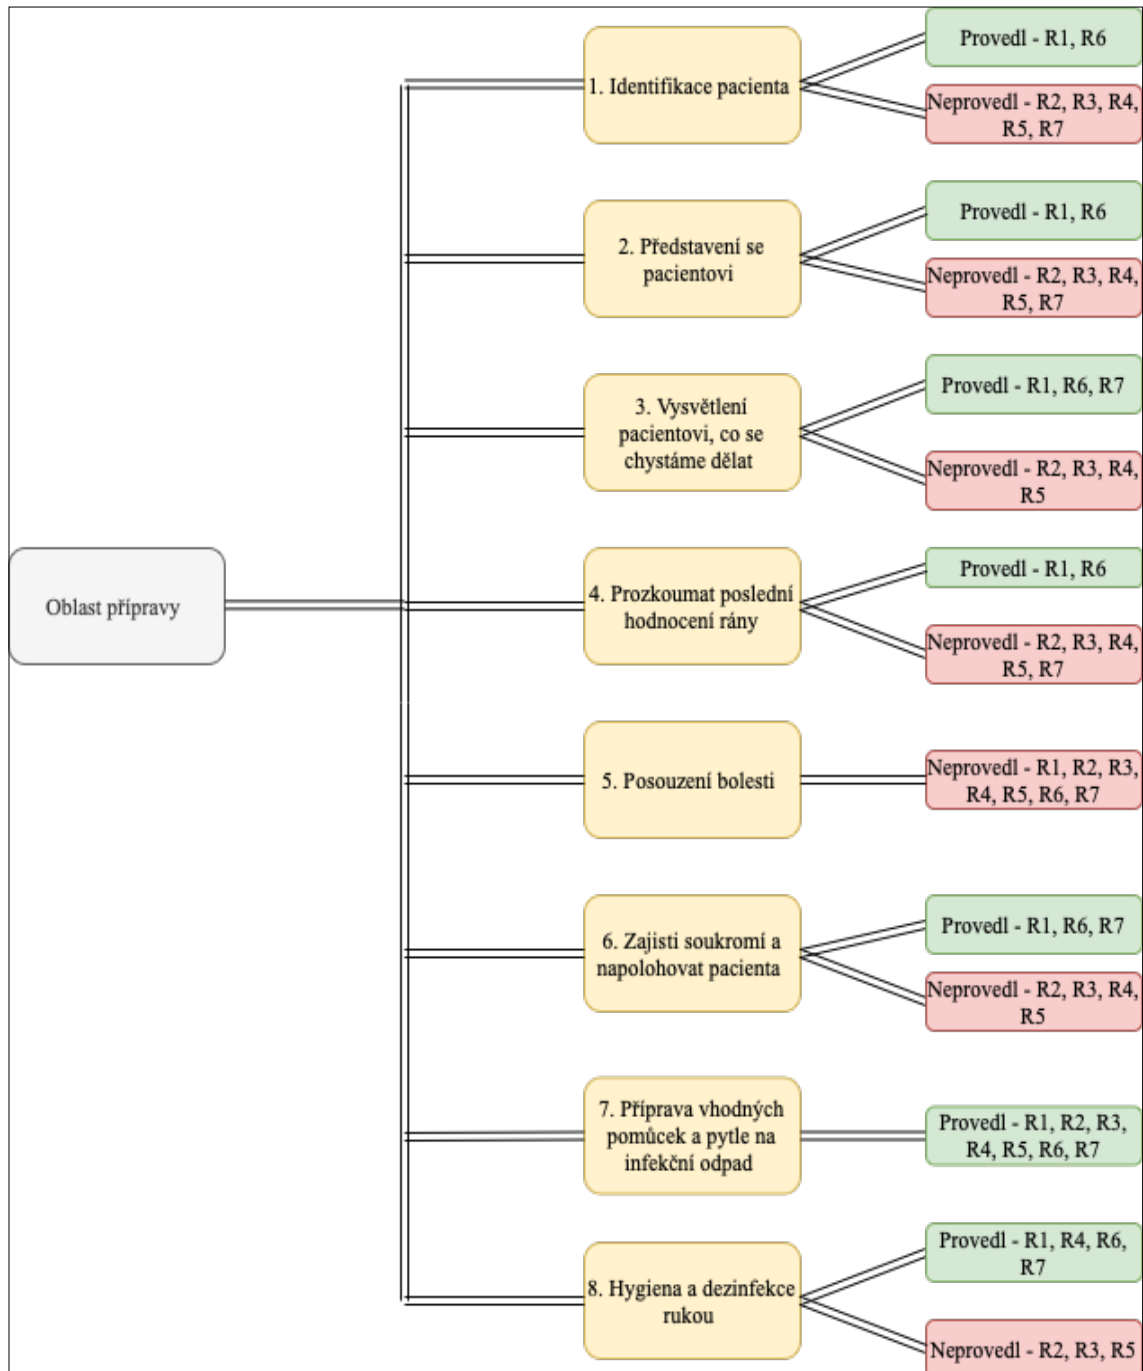 Oblast přípravy
1. Identifikace pacienta
Provedl - R1, R6
Neprovedl - R2, R3, R4,
R5, R7
2. Představení se
pacientovi
Provedl - R1, R6
Neprovedl - R2, R3, R4,
R5, R7
3. Vysvětlení
pacientovi, co se
chystáme dělat
Provedl - R1, R6, R7
Neprovedl - R2, R3, R4,
R5
4. Prozkoumat poslední
hodnocení rány
Provedl - R1, R6
Neprovedl - R2, R3, R4,
R5, R7
5. Posouzení bolesti
Neprovedl - R1, R2, R3,
R4, R5, R6, R7
6. Zajisti soukromí a
napolohovat pacienta
Provedl - R1, R6, R7
Neprovedl - R2, R3, R4,
R5
7. Příprava vhodných
pomůcek a pytle na
infekční odpad
Provedl - R1, R2, R3,
R4, R5, R6, R7
8. Hygiena a dezinfekce
rukou
Provedl - R1, R4, R6,
R7
Neprovedl - R2, R3, R5